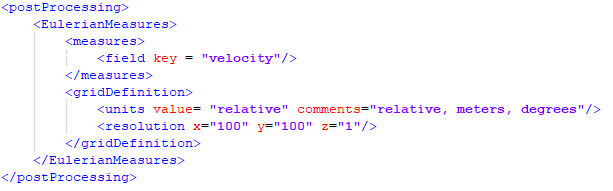 <postProcessing>
<EulerianMeasures>
<measures>
<field key = "velocity"/>
</measures>
<gridDefinition>
<units value= "relative" comments="relative, meters, degrees"/>
<resolution x="100" y="100" z="1"/>
</gridDefinition>
</EulerianMeasures>
</postProcessing>